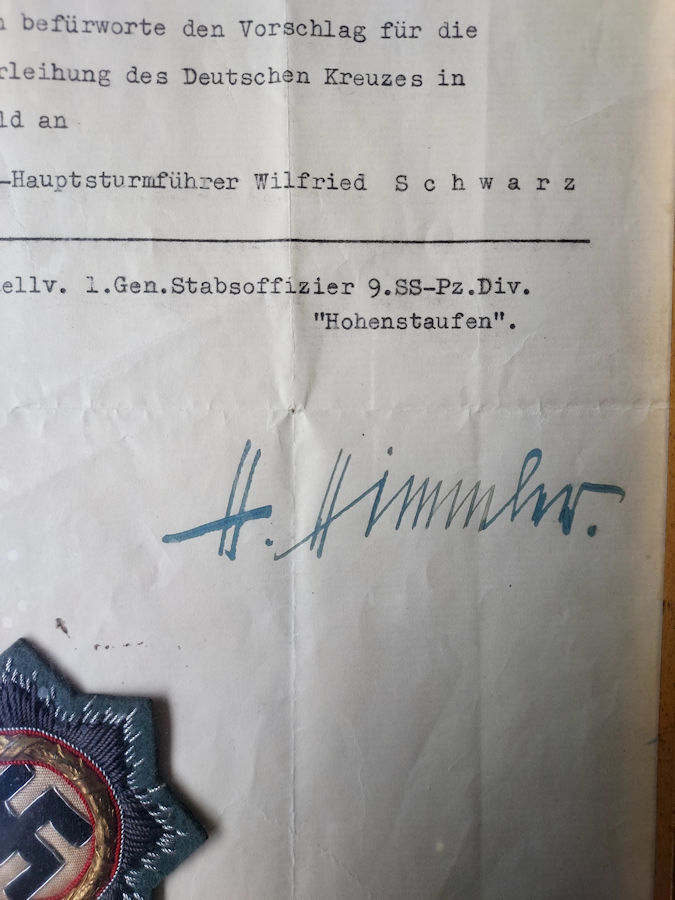 befürworte den Vorschlag für die
rleihung des Deutschen Kreuzes in
ld an
-Hauptsturmführer Wilfried S c h w a r z
ellv. 1.Gen.Stabsoffizier 9.SS-Pz.Div.
"Hohenstaufen".
H. Himmler.